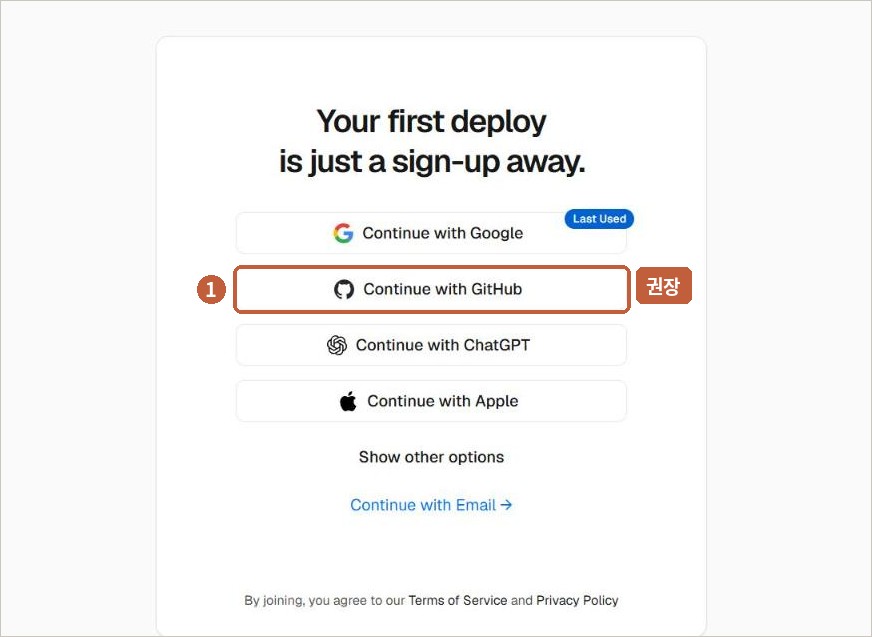 Your first deploy
is just a sign-up away.
Last Used
Continue with Google
1
Continue with GitHub
권장
Continue with ChatGPT
Continue with Apple
Show other options
Continue with Email →
By joining, you agree to our Terms of Service and Privacy Policy